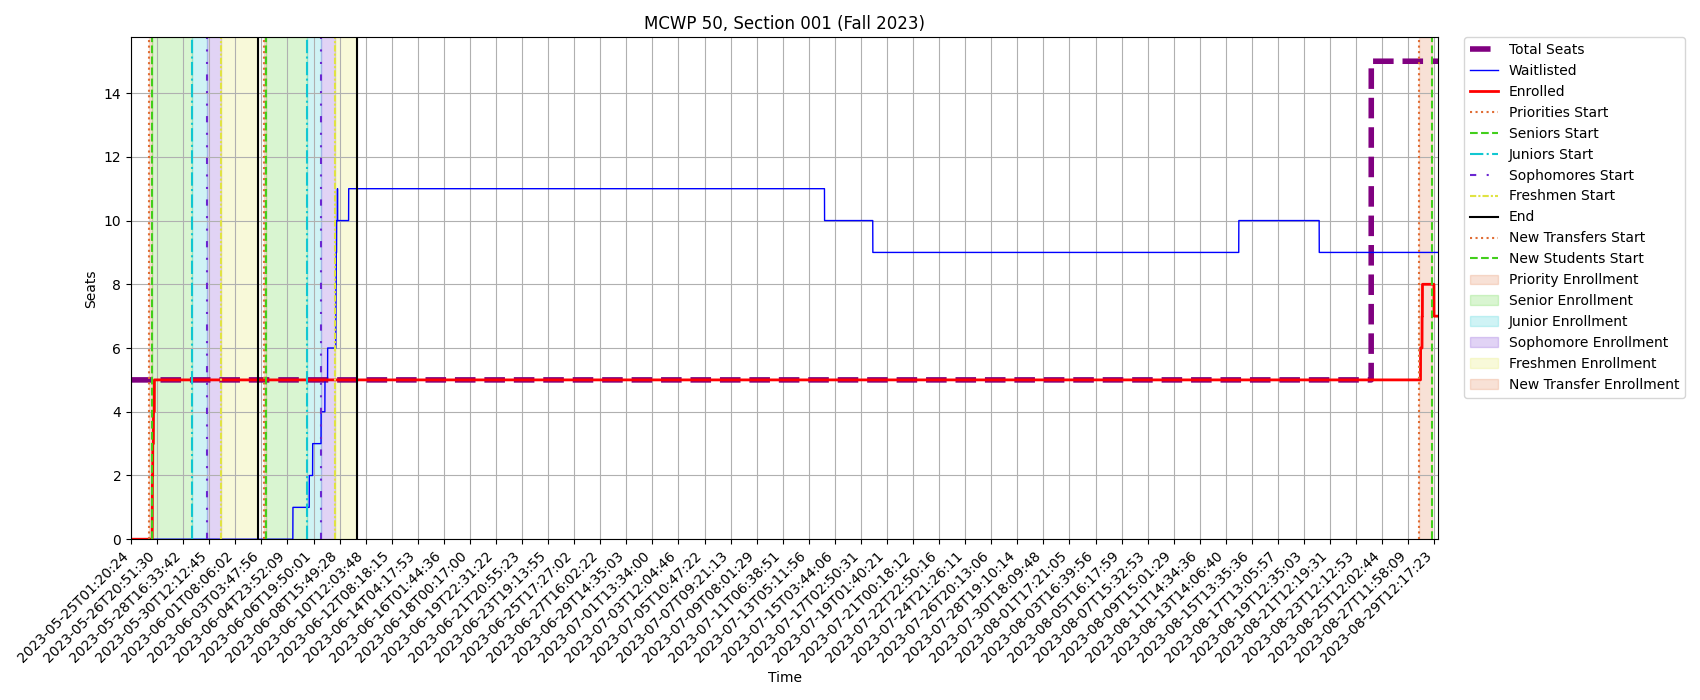 MCWP 50, Section 001 (Fall 2023)
Seats
14
12
10
8
6
4
2
0
2023-05-25T01:20:24
2023-05-26T20:51:30
2023-05-28T16:33:42
2023-05-30T12:12:45
2023-06-01T08:06:02
2023-06-03T03:47:56
2023-06-04T23:52:09
2023-06-06T19:50:01
2023-06-08T15:49:28
2023-06-10T12:03:48
2023-06-12T08:18:15
2023-06-14T04:17:53
2023-06-16T01:44:36
2023-06-18T00:17:00
2023-06-19T22:31:22
2023-06-21T20:55:23
2023-06-23T19:13:55
2023-06-25T17:27:02
2023-06-27T16:02:22
2023-06-29T14:35:03
2023-07-01T13:34:00
2023-07-03T12:04:46
2023-07-05T10:47:22
2023-07-07T09:21:13
2023-07-09T08:01:29
2023-07-11T06:38:51
2023-07-13T05:11:56
2023-07-15T03:44:06
2023-07-17T02:50:31
2023-07-19T01:40:21
2023-07-21T00:18:12
2023-07-22T22:50:16
2023-07-24T21:26:11
2023-07-26T20:13:06
2023-07-28T19:10:14
2023-07-30T18:09:48
2023-08-01T17:21:05
2023-08-03T16:39:56
2023-08-05T16:17:59
2023-08-07T15:32:53
2023-08-09T15:01:29
2023-08-11T14:34:36
2023-08-13T14:06:40
2023-08-15T13:35:36
2023-08-17T13:05:57
2023-08-19T12:35:03
2023-08-21T12:19:31
2023-08-23T12:12:53
2023-08-25T12:02:44
2023-08-27T11:58:09
2023-08-29T12:17:23
Time
Total Seats
Waitlisted
Enrolled
Priorities Start
Seniors Start
Juniors Start
Sophomores Start
Freshmen Start
End
New Transfers Start
New Students Start
Priority Enrollment
Senior Enrollment
Junior Enrollment
Sophomore Enrollment
Freshmen Enrollment
New Transfer Enrollment